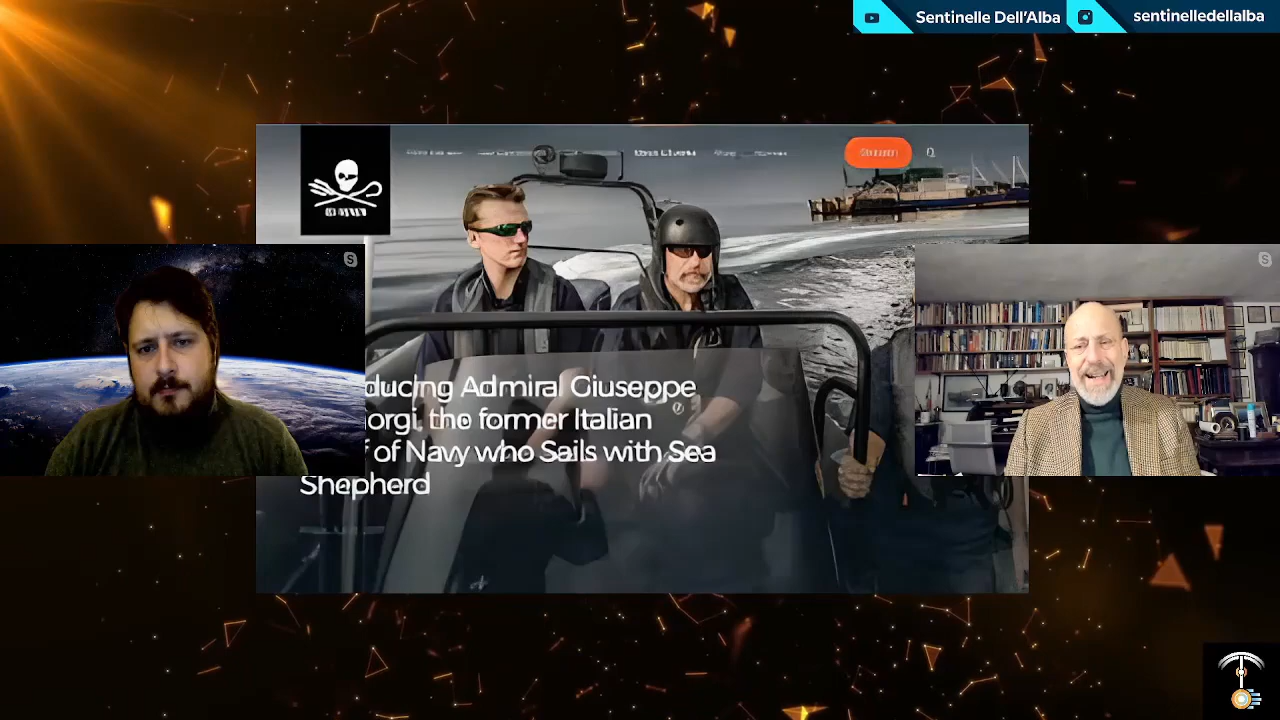 Sentinelle Dell'Alba
sentinelledellalba
ducing Admiral Giuseppe
orgi, the former Italian
of Navy who Sails with Sea
Shepherd